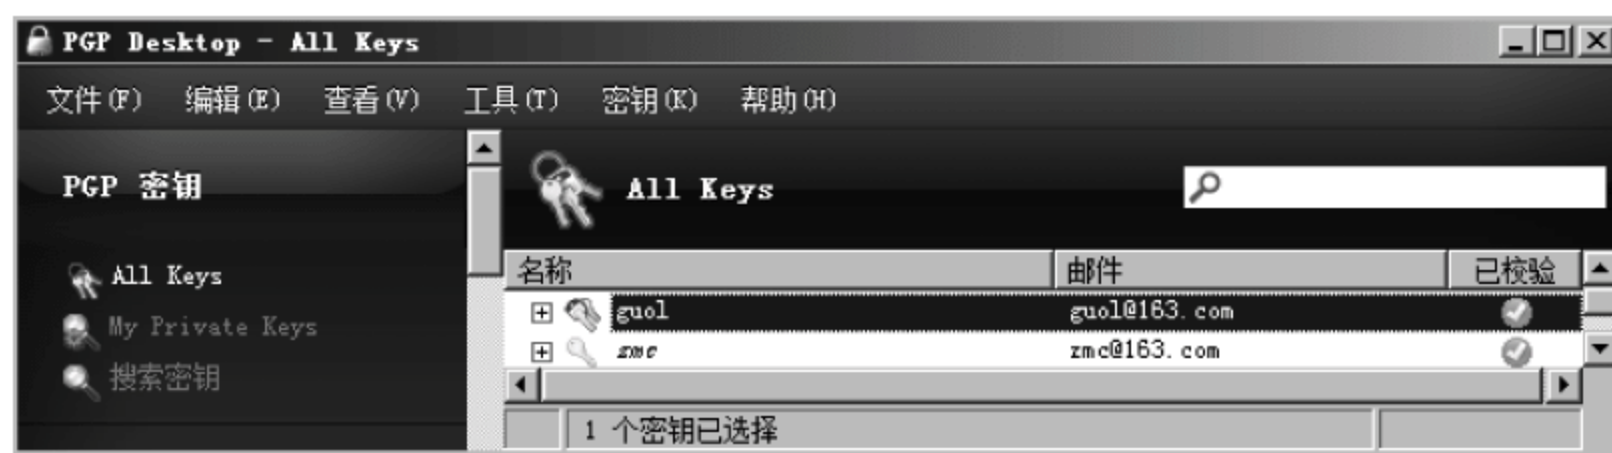 PGP Desktop - All Keys
文件(F) 编辑(E) 查看(V) 工具(T) 密钥(K) 帮助(H)
PGP 密钥
All Keys
My Private Keys
搜索密钥
All Keys
名称 邮件 已校验
guol guol@163.com
zmc zmc@163.com
1 个密钥已选择